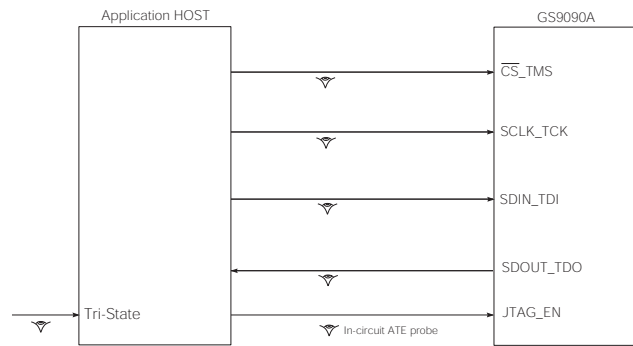 Application HOST
GS9090A
CS_TMS
SCLK_TCK
SDIN_TDI
SDOUT_TDO
Tri-State
JTAG_EN
In-circuit ATE probe